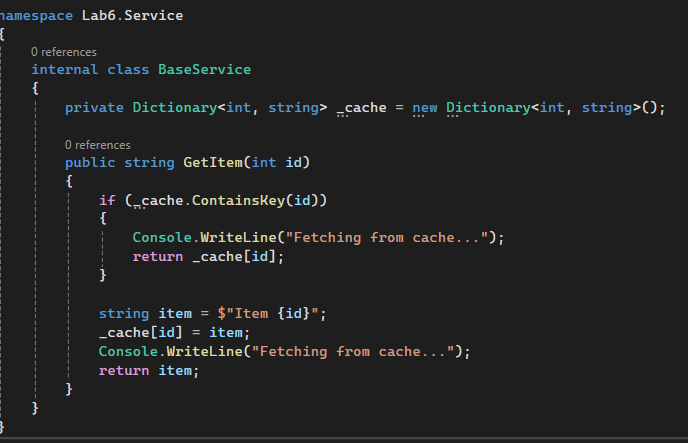 namespace Lab6.Service
{
0 references
internal class BaseService
{
private Dictionary<int, string> _cache = new Dictionary<int, string>();
0 references
public string GetItem(int id)
{
if (_cache.ContainsKey(id))
{
Console.WriteLine("Fetching from cache...");
return _cache[id];
}
string item = $"Item {id}";
_cache[id] = item;
Console.WriteLine("Fetching from cache...");
return item;
}
}
}